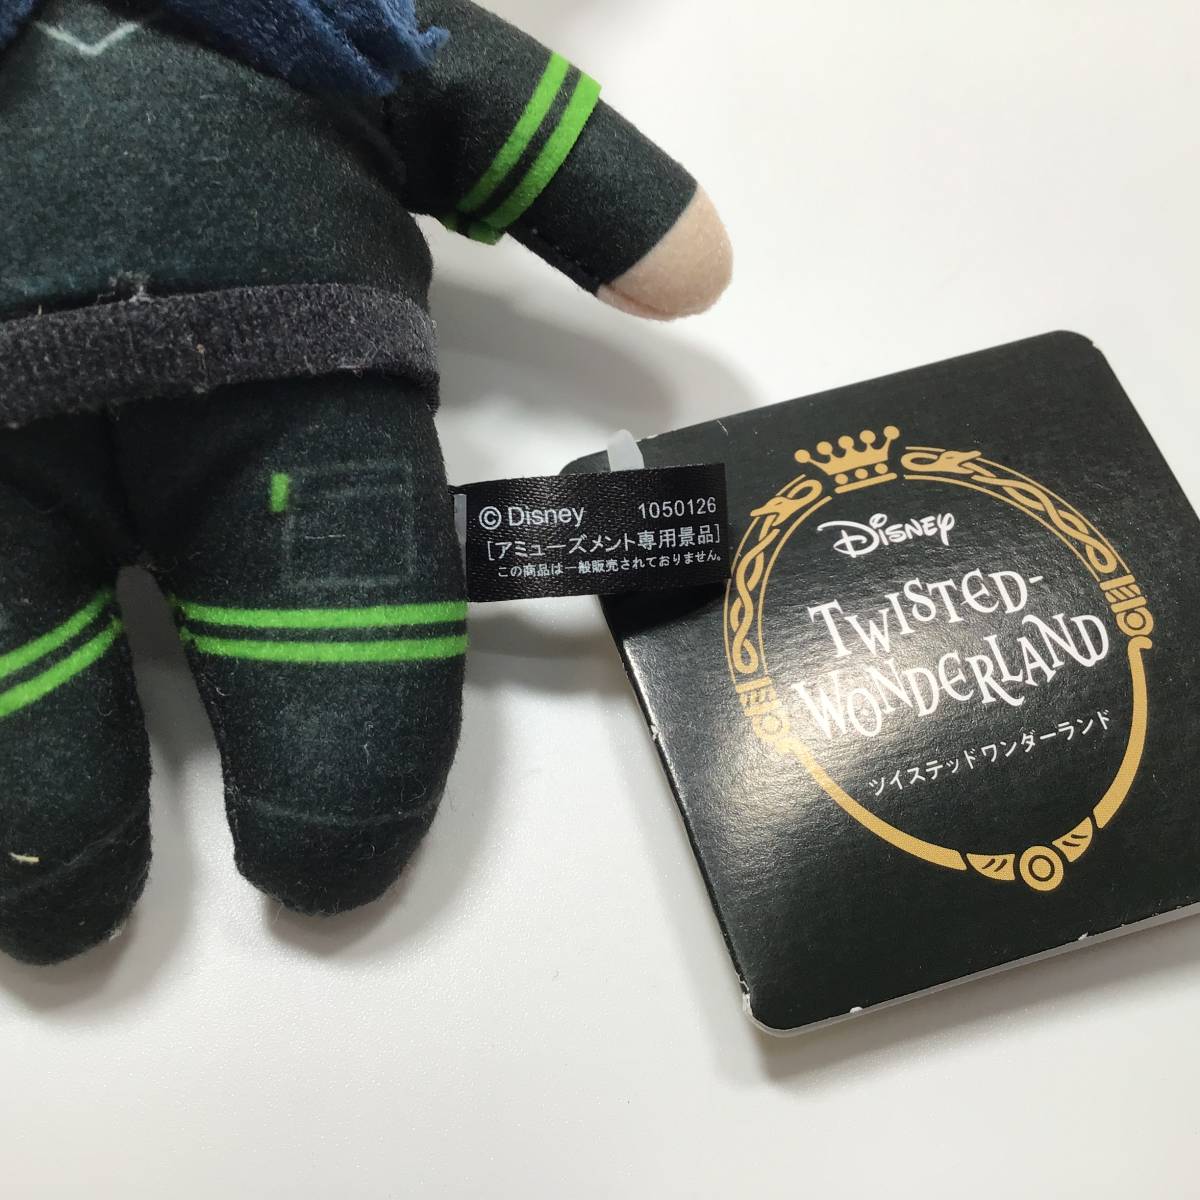 © Disney 1050126
[アミューズメント専用景品]
この商品は一般販売されておりません。
Disney
TWISTED-
WONDERLAND
ツイステッドワンダーランド